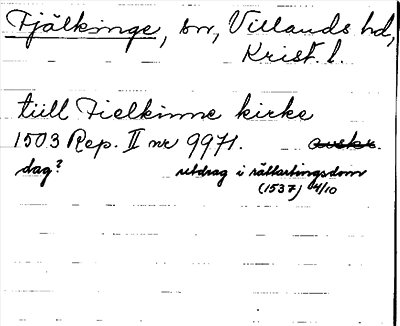 Fjälkinge, sn, Villands hd,
Krist. l.
tiill Fielkinne kirke
1503 Rep. II nr 9971. avskr.
dag? utdrag i rättartingsdom
(1537) 4/10